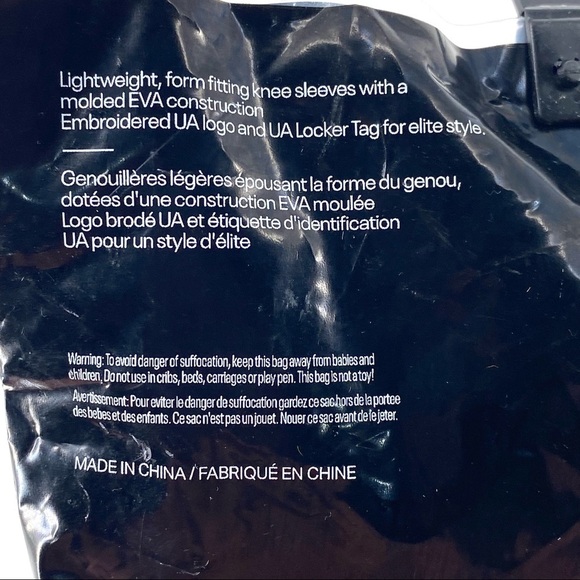 Lightweight, form fitting knee sleeves with a
molded EVA construction
Embroidered UA logo and UA Locker Tag for elite style.
Genouillères légères épousant la forme du genou,
dotées d'une construction EVA moulée
Logo brodé UA et étiquette d'identification
UA pour un style d'élite
Warning: To avoid danger of suffocation, keep this bag away from babies and
children. Do not use in cribs, beds, carriages or play pen. This bag is not a toy!
Avertissement: Pour eviter le danger de suffocation gardez ce sac hors de la portee
des bebes et des enfants. Ce sac n'est pas un jouet. Nouer ce sac avant de le jeter.
MADE IN CHINA / FABRIQUÉ EN CHINE